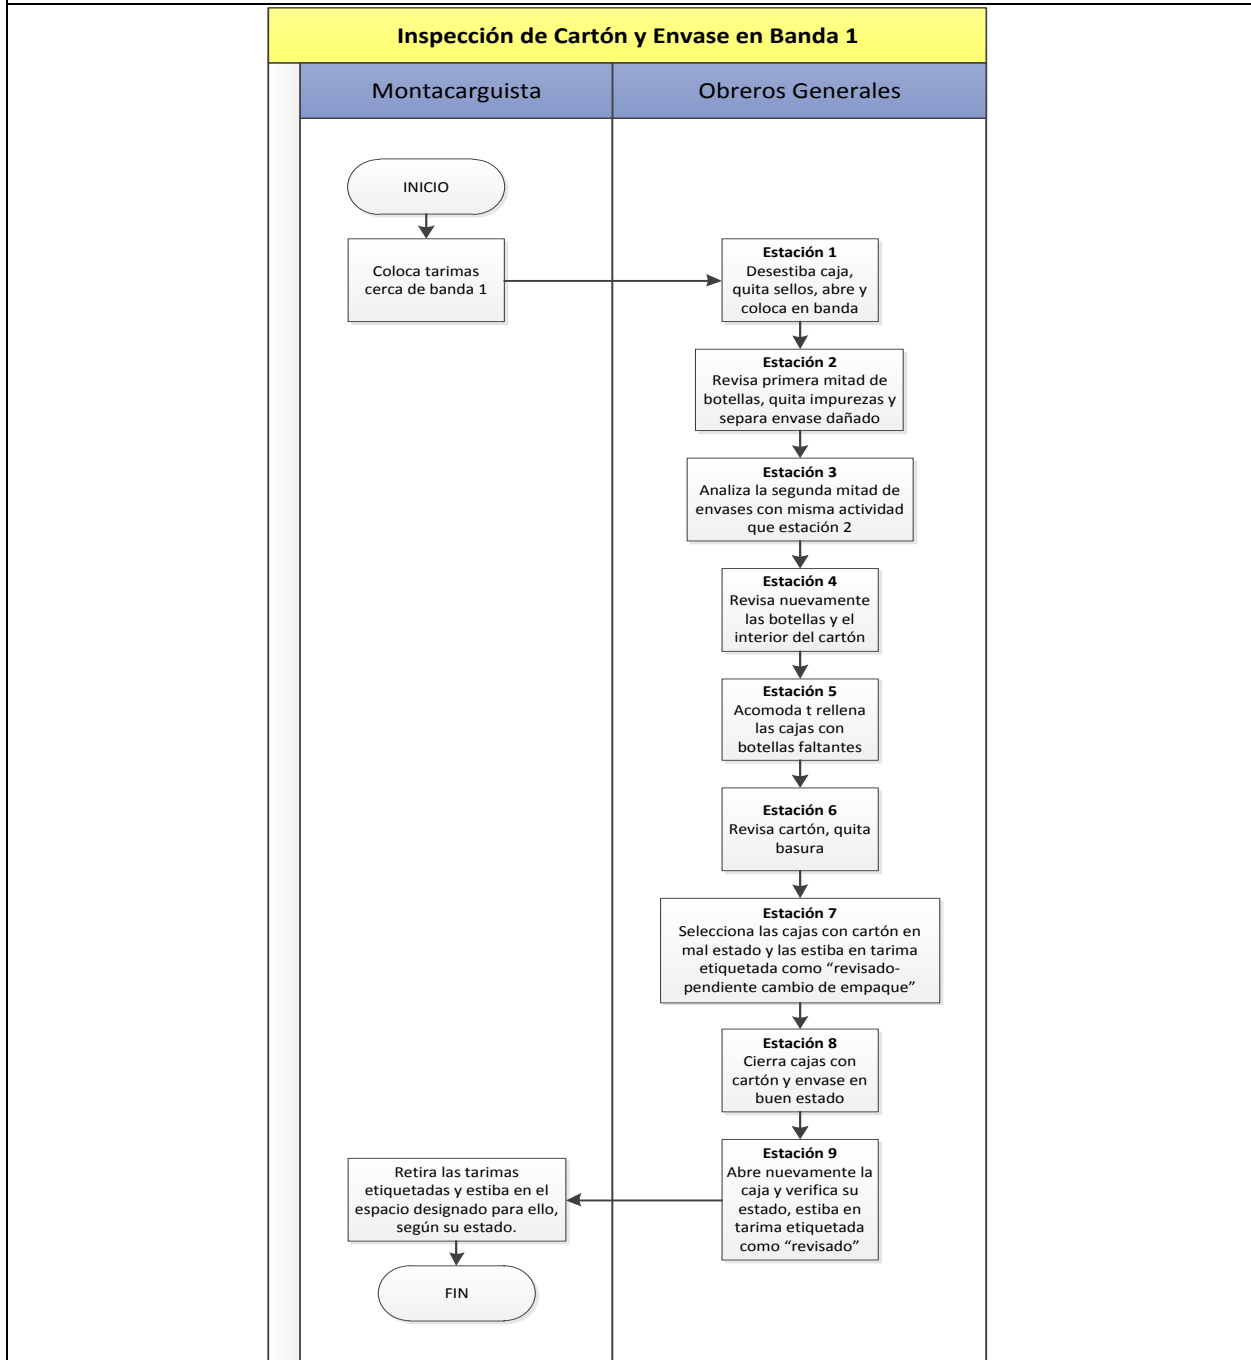 Inspección de Cartón y Envase en Banda 1
Montacarguista
Obreros Generales
INICIO
Coloca tarimas
cerca de banda 1
Estación 1
Desestiba caja,
quita sellos, abre y
coloca en banda
Estación 2
Revisa primera mitad de
botellas, quita impurezas y
separa envase dañado
Estación 3
Analiza la segunda mitad de
envases con misma actividad
que estación 2
Estación 4
Revisa nuevamente
las botellas y el
interior del cartón
Estación 5
Acomoda t rellena
las cajas con
botellas faltantes
Estación 6
Revisa cartón, quita
basura
Estación 7
Selecciona las cajas con cartón en
mal estado y las estiba en tarima
etiquetada como “revisado-
pendiente cambio de empaque”
Estación 8
Cierra cajas con
cartón y envase en
buen estado
Estación 9
Abre nuevamente la
caja y verifica su
estado, estiba en
tarima etiquetada
como “revisado”
Retira las tarimas
etiquetadas y estiba en el
espacio designado para ello,
según su estado.
FIN